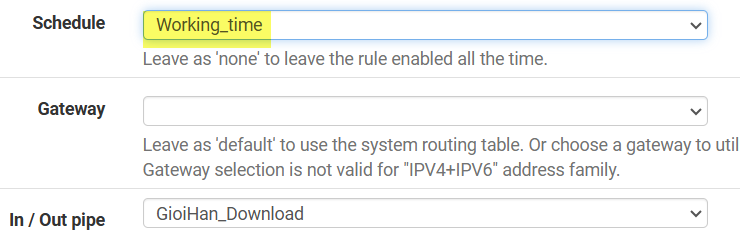 Schedule
Working_time
Leave as 'none' to leave the rule enabled all the time.
Gateway
Leave as 'default' to use the system routing table. Or choose a gateway to util
Gateway selection is not valid for "IPV4+IPV6" address family.
In / Out pipe
GioiHan_Download